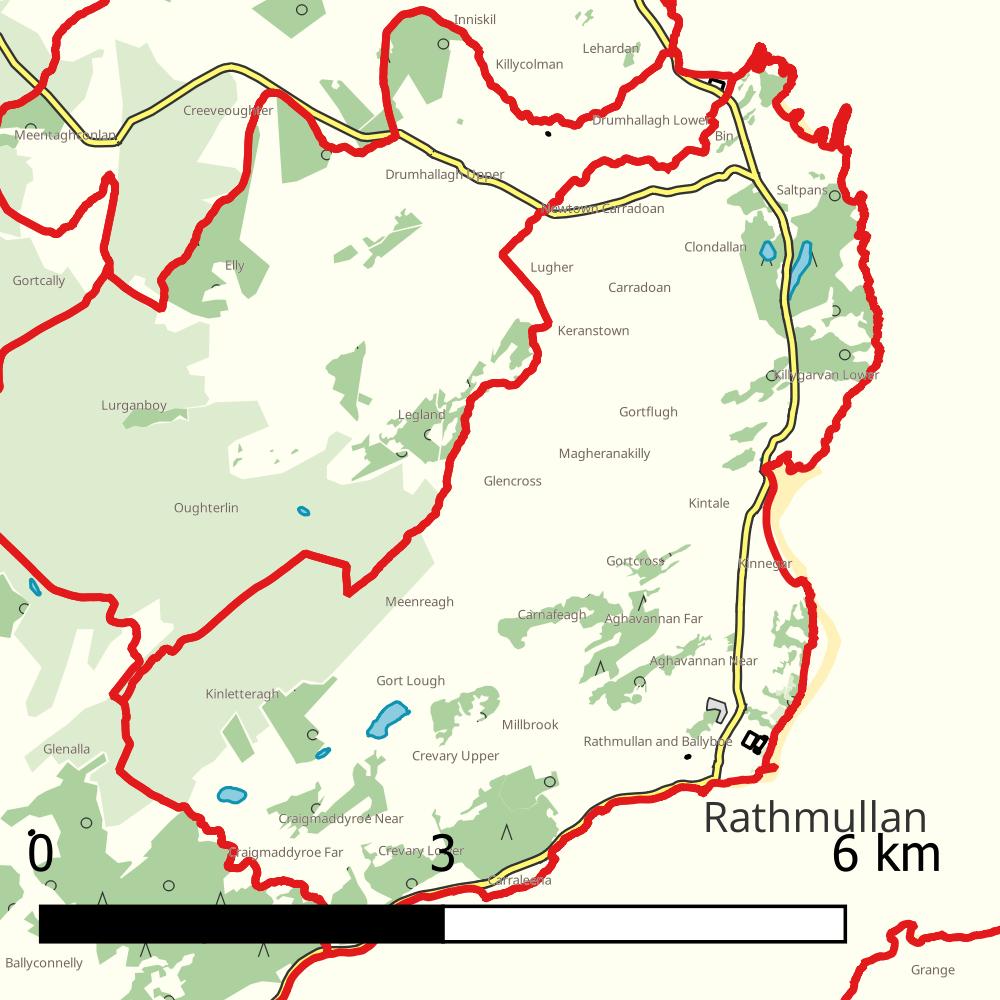 Inniskil
Lehardan
Killycolman
Creeveoughter
Drumhallagh Lower
Meentaghconlan
Bin
Drumhallagh Upper
Saltpans
Newtown Carradoan
Clondallan
Elly
Lugher
Gortcally
Carradoan
Keranstown
Killygarvan Lower
Lurganboy
Legland
Gortflugh
Magheranakilly
Glencross
Kintale
Oughterlin
Gortcross
Kinnegar
Meenreagh
Carnafeagh
Aghavannan Far
Aghavannan Near
Gort Lough
Kinletteragh
Millbrook
Rathmullan and Ballyboe
Glenalla
Crevary Upper
Rathmullan
Craigmaddyroe Near
0 3 6 km
Craigmaddyroe Far
Crevary Lower
Carraleena
Ballyconnelly
Grange